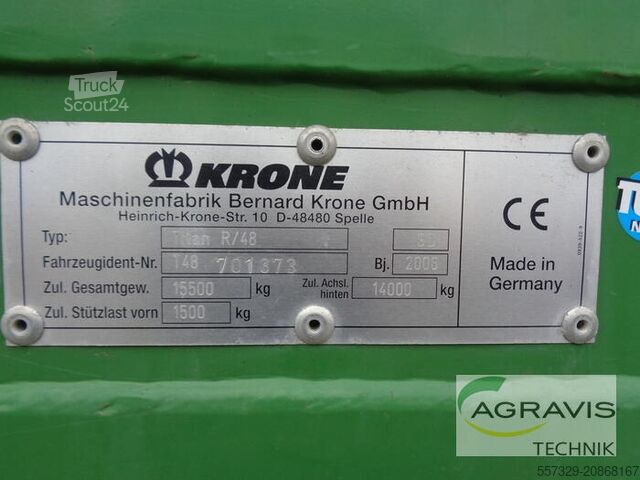 Truck
Scout24
KRONE
Maschinenfabrik Bernard Krone GmbH
Heinrich-Krone-Str. 10 D-48480 Spelle
Typ: Titan R/48
Fahrzeugident-Nr. T48 701373 Bj. 2006
Zul. Gesamtgew. 15500 kg Zul. Achsl. hinten 14000 kg
Zul. Stützlast vorn 1500 kg
CE
Made in
Germany
AGRAVIS
TECHNIK
557329-20868167